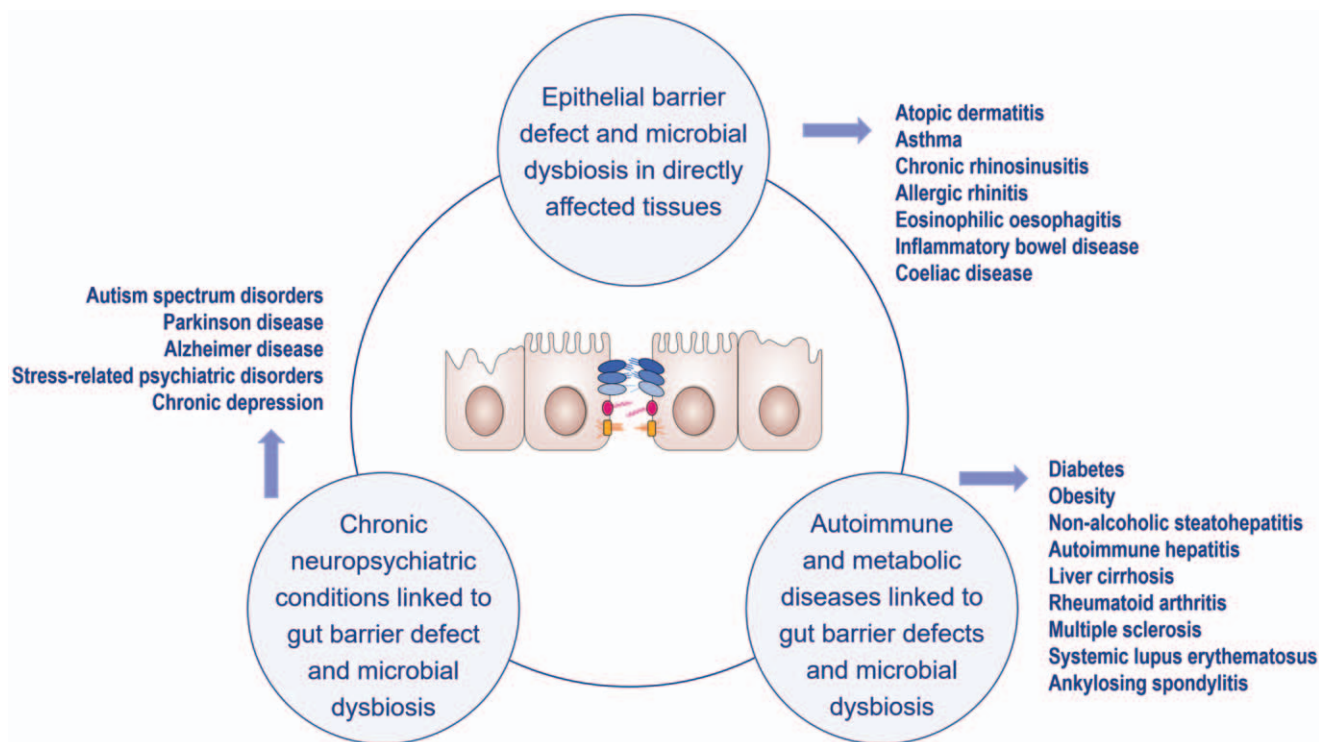 Epithelial barrier
defect and microbial
dysbiosis in directly
affected tissues
Atopic dermatitis
Asthma
Chronic rhinosinusitis
Allergic rhinitis
Eosinophilic oesophagitis
Inflammatory bowel disease
Coeliac disease
Autism spectrum disorders
Parkinson disease
Alzheimer disease
Stress-related psychiatric disorders
Chronic depression
Chronic
neuropsychiatric
conditions linked to
gut barrier defect
and microbial
dysbiosis
Autoimmune
and metabolic
diseases linked to
gut barrier defects
and microbial
dysbiosis
Diabetes
Obesity
Non-alcoholic steatohepatitis
Autoimmune hepatitis
Liver cirrhosis
Rheumatoid arthritis
Multiple sclerosis
Systemic lupus erythematosus
Ankylosing spondylitis